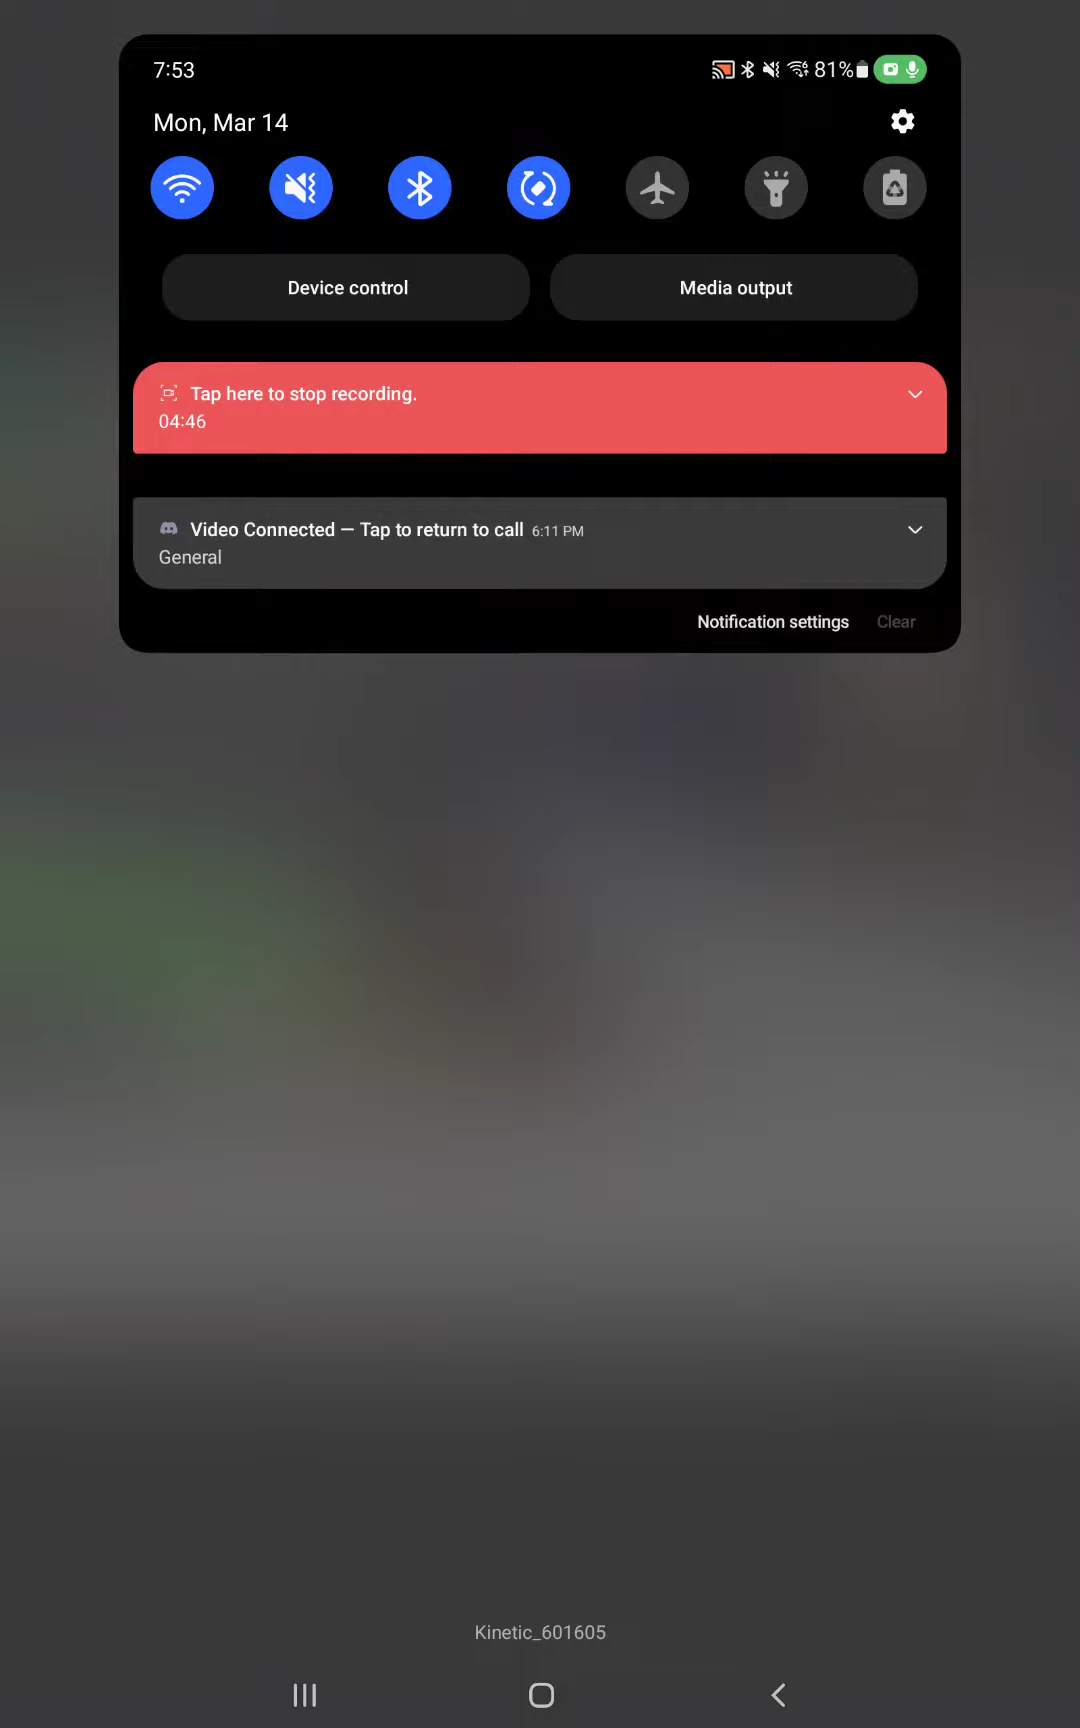 7:53
81%
Mon, Mar 14
Device control
Media output
Tap here to stop recording.
04:46
Video Connected — Tap to return to call 6:11 PM
General
Notification settings
Clear
Kinetic_601605